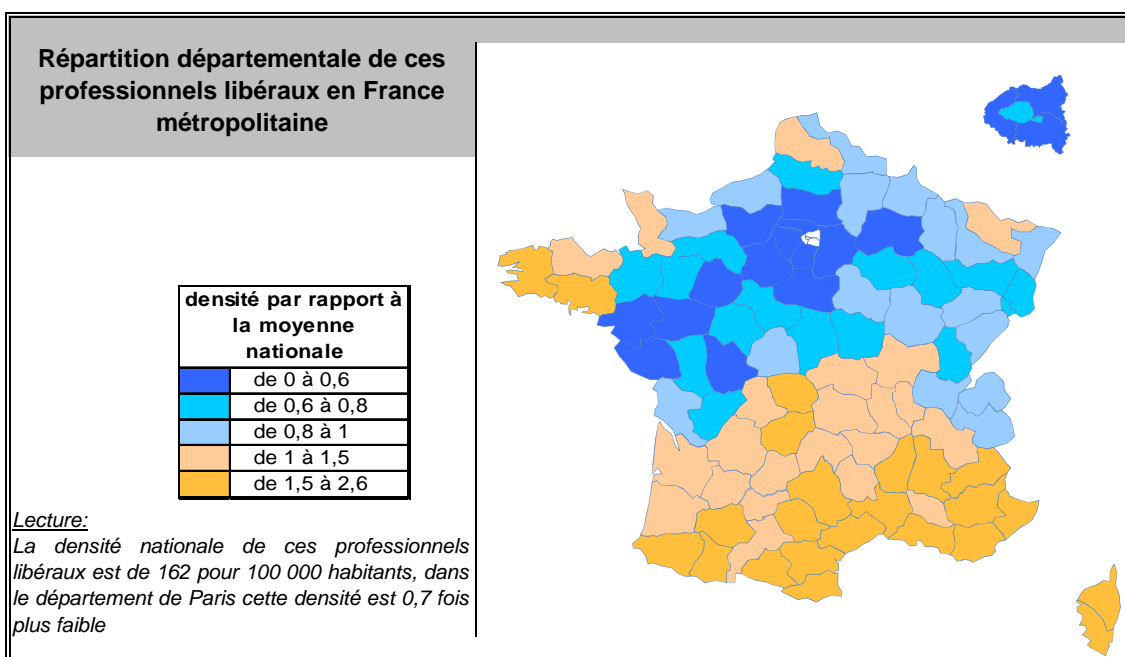 Répartition départementale de ces
professionnels libéraux en France
métropolitaine
densité par rapport à
la moyenne
nationale
de 0 à 0,6
de 0,6 à 0,8
de 0,8 à 1
de 1 à 1,5
de 1,5 à 2,6
Lecture:
La densité nationale de ces professionnels
libéraux est de 162 pour 100 000 habitants, dans
le département de Paris cette densité est 0,7 fois
plus faible